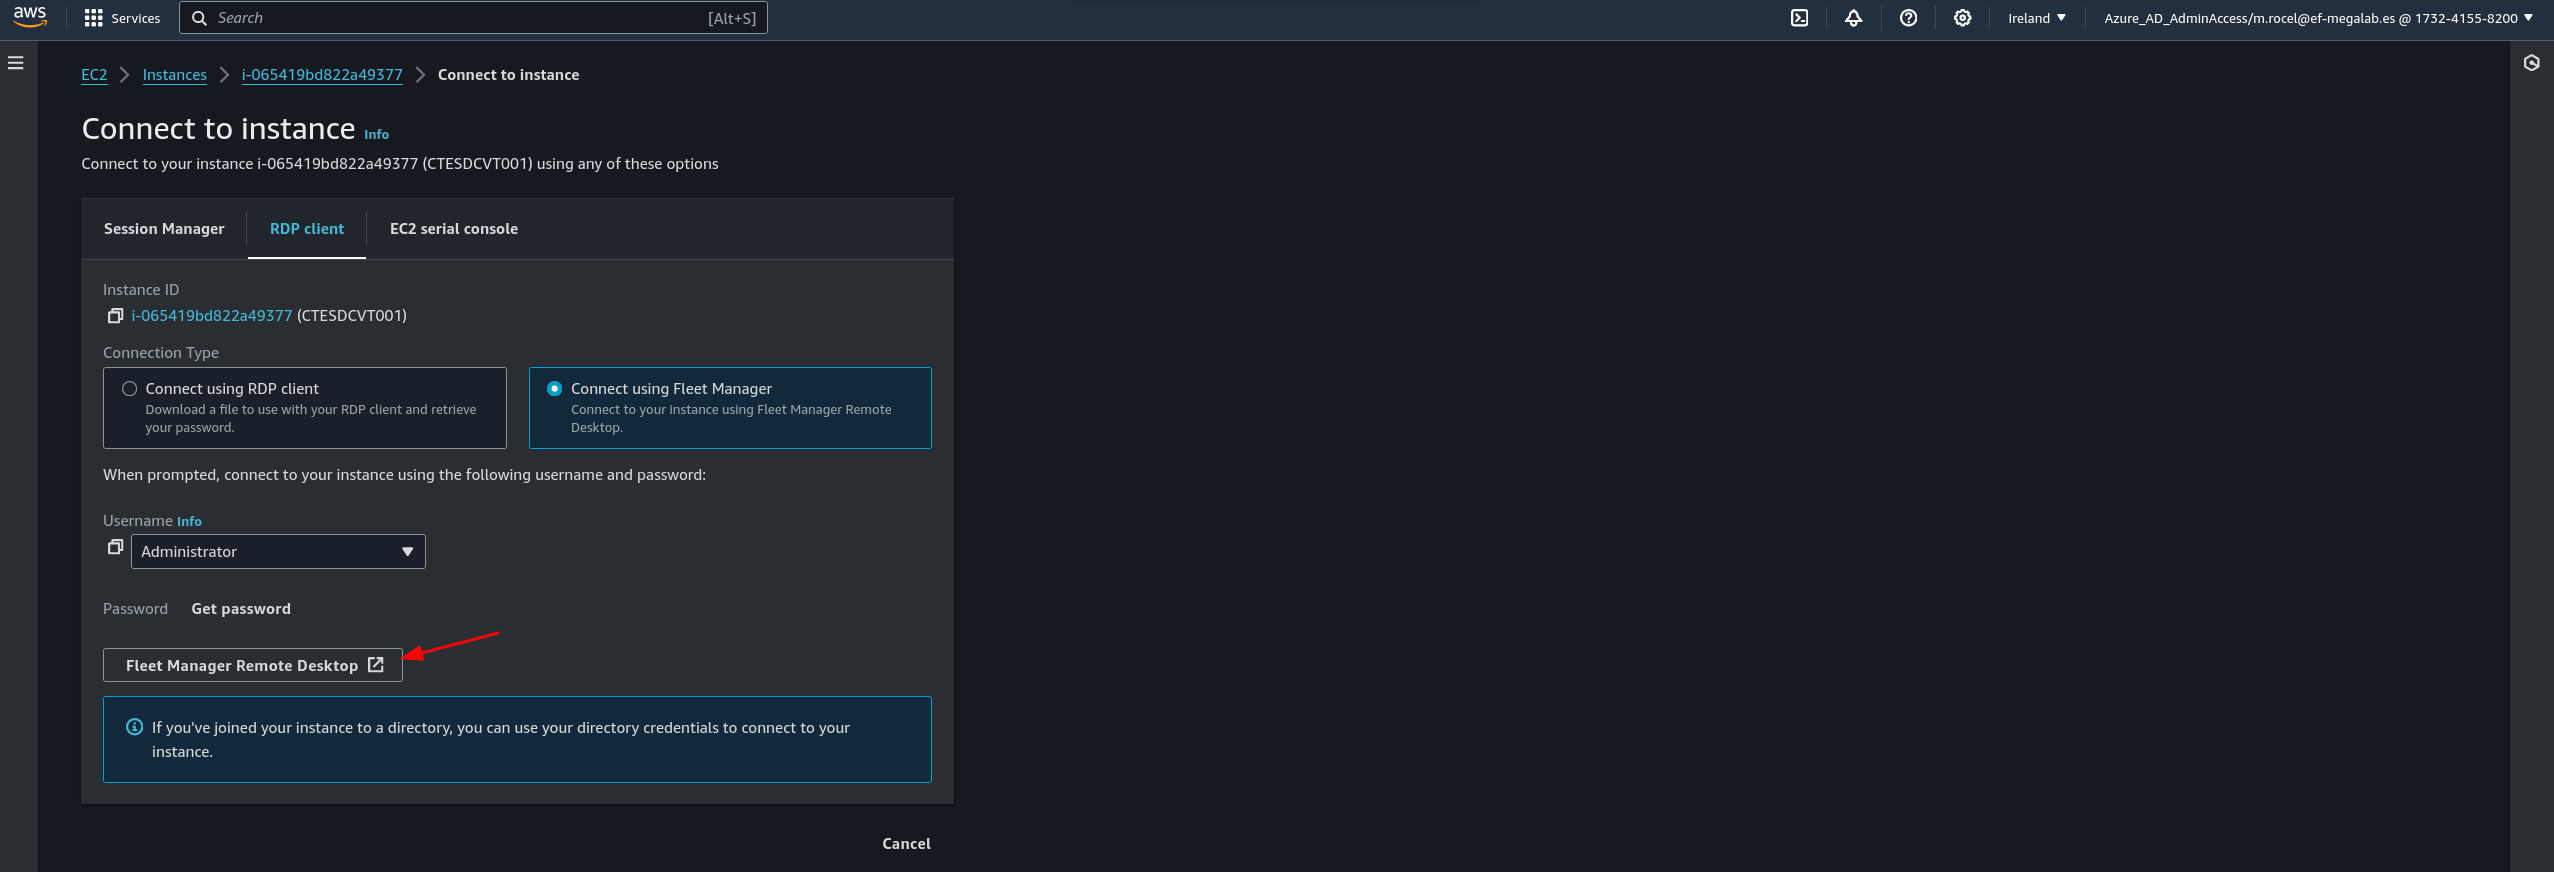 aws
Services
Search
[Alt+S]
Ireland
Azure_AD_AdminAccess/m.rocel@ef-megalab.es @ 1732-4155-8200
EC2
Instances
i-065419bd822a49377
Connect to instance
Connect to instance Info
Connect to your instance i-065419bd822a49377 (CTESDCVT001) using any of these options
Session Manager
RDP client
EC2 serial console
Instance ID
i-065419bd822a49377 (CTESDCVT001)
Connection Type
Connect using RDP client
Download a file to use with your RDP client and retrieve
your password.
Connect using Fleet Manager
Connect to your instance using Fleet Manager Remote
Desktop.
When prompted, connect to your instance using the following username and password:
Username Info
Administrator
Password Get password
Fleet Manager Remote Desktop
If you've joined your instance to a directory, you can use your directory credentials to connect to your
instance.
Cancel